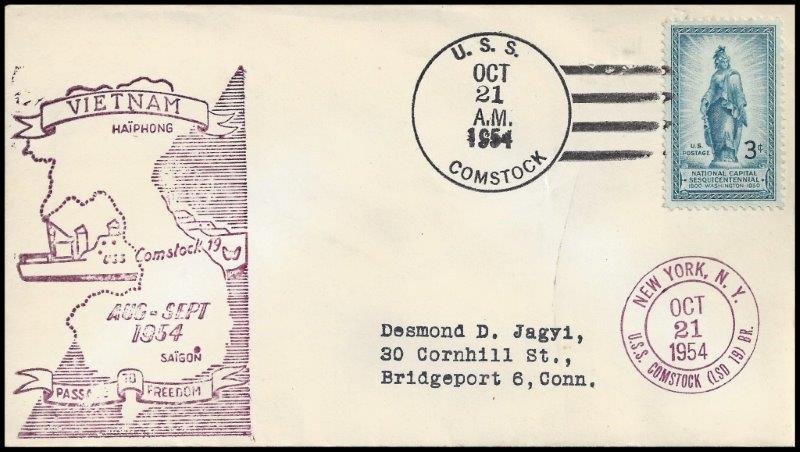 VIETNAM
HAÏPHONG
USS Comstock 19
AUG - SEPT
1954
SAÏGON
PASSAGE TO FREEDOM
U. S. S.
OCT
21
A.M.
1954
COMSTOCK
U.S.
POSTAGE
3¢
NATIONAL CAPITAL
SESQUICENTENNIAL
1800·WASHINGTON·1950
Desmond D. Jagyi,
30 Cornhill St.,
Bridgeport 6, Conn.
NEW YORK, N. Y.
OCT
21
1954
U.S.S. COMSTOCK (LSD 19) BR.